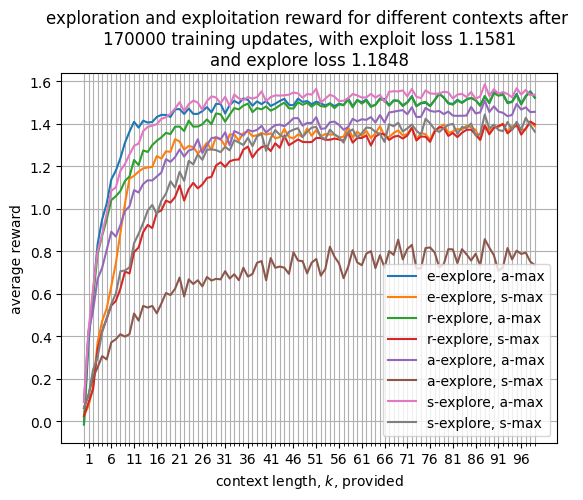 exploration and exploitation reward for different contexts after
170000 training updates, with exploit loss 1.1581
and explore loss 1.1848
1.6
1.4
1.2
1.0
0.8
0.6
0.4
0.2
0.0
average reward
e-explore, a-max
e-explore, s-max
r-explore, a-max
r-explore, s-max
a-explore, a-max
a-explore, s-max
s-explore, a-max
s-explore, s-max
1 6 11 16 21 26 31 36 41 46 51 56 61 66 71 76 81 86 91 96
context length, k, provided